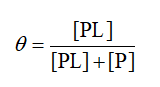 θ = [PL] / [PL]+[P]